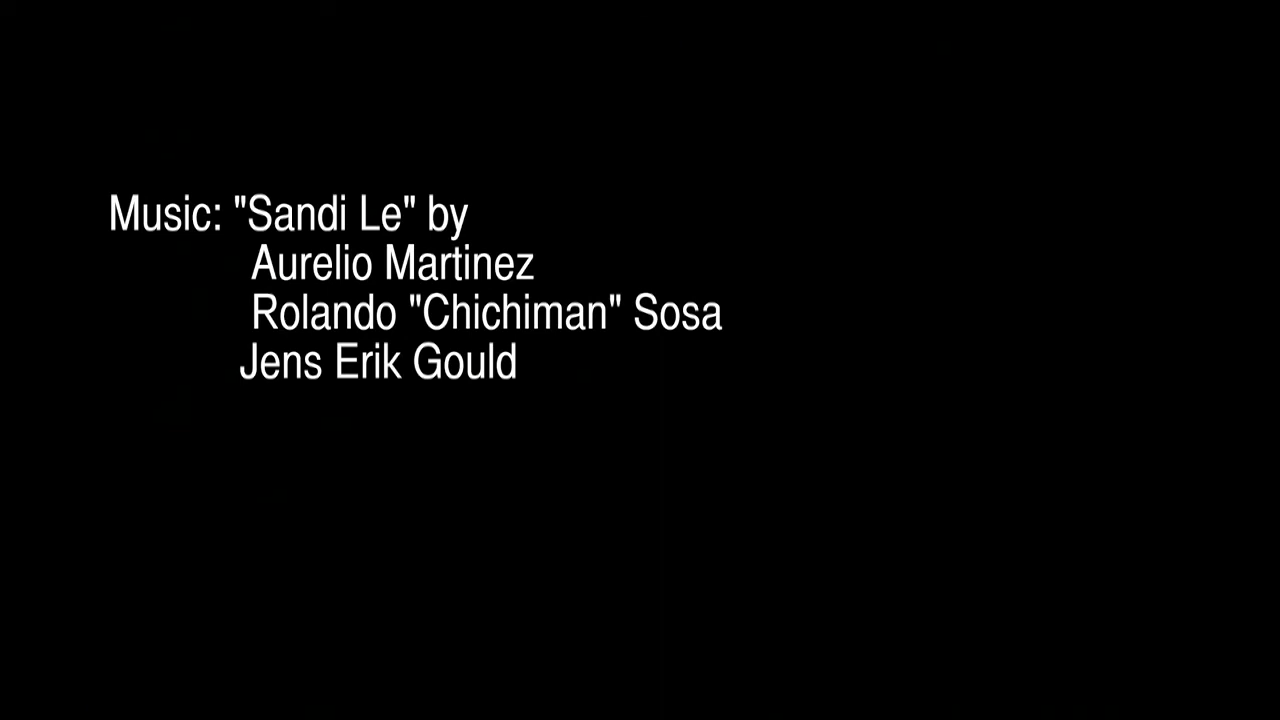 Music: "Sandi Le" by
Aurelio Martinez
Rolando "Chichiman" Sosa
Jens Erik Gould